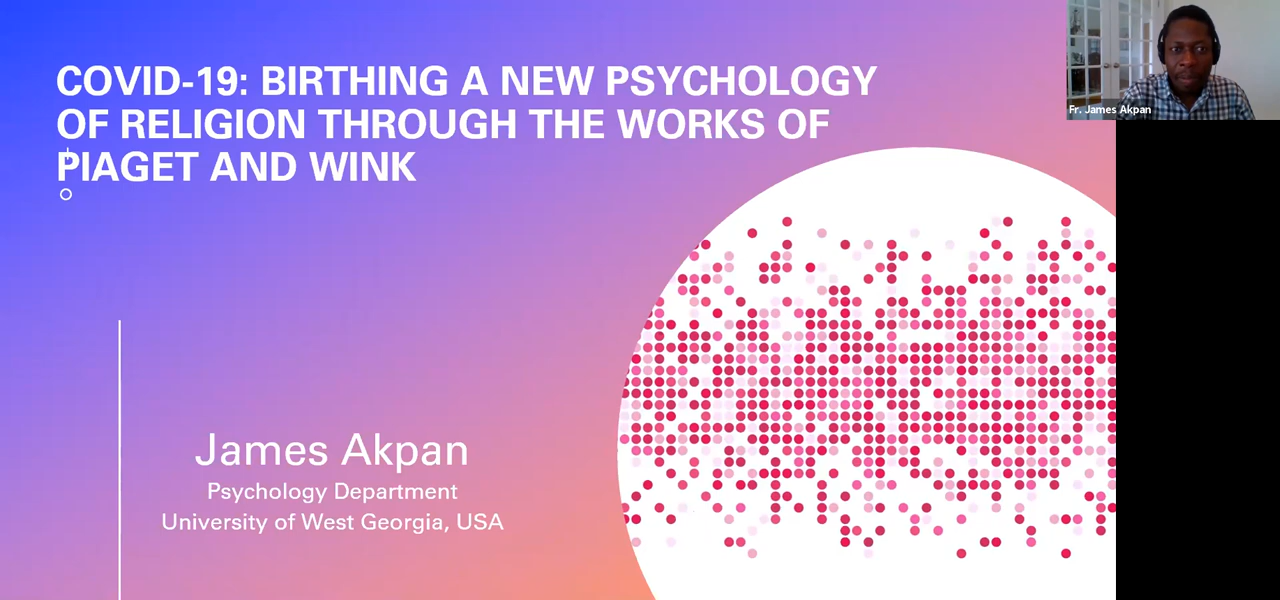 COVID-19: BIRTHING A NEW PSYCHOLOGY
OF RELIGION THROUGH THE WORKS OF
PIAGET AND WINK
James Akpan
Psychology Department
University of West Georgia, USA
Fr. James Akpan